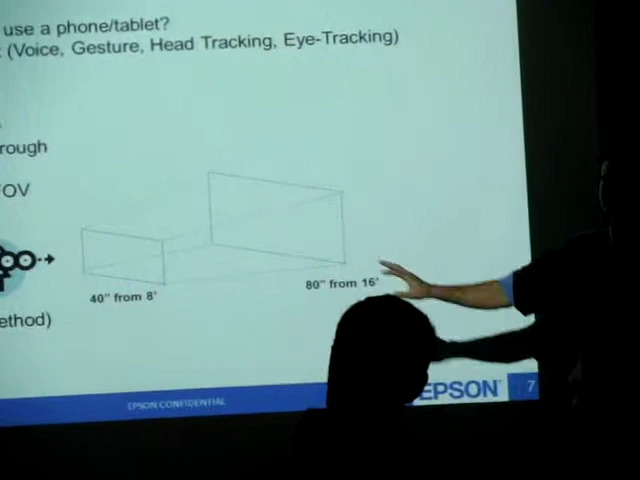 use a phone/tablet?
(Voice, Gesture, Head Tracking, Eye-Tracking)
rough
FOV
40" from 8'
80" from 16'
ethod)
EPSON CONFIDENTIAL
EPSON
7